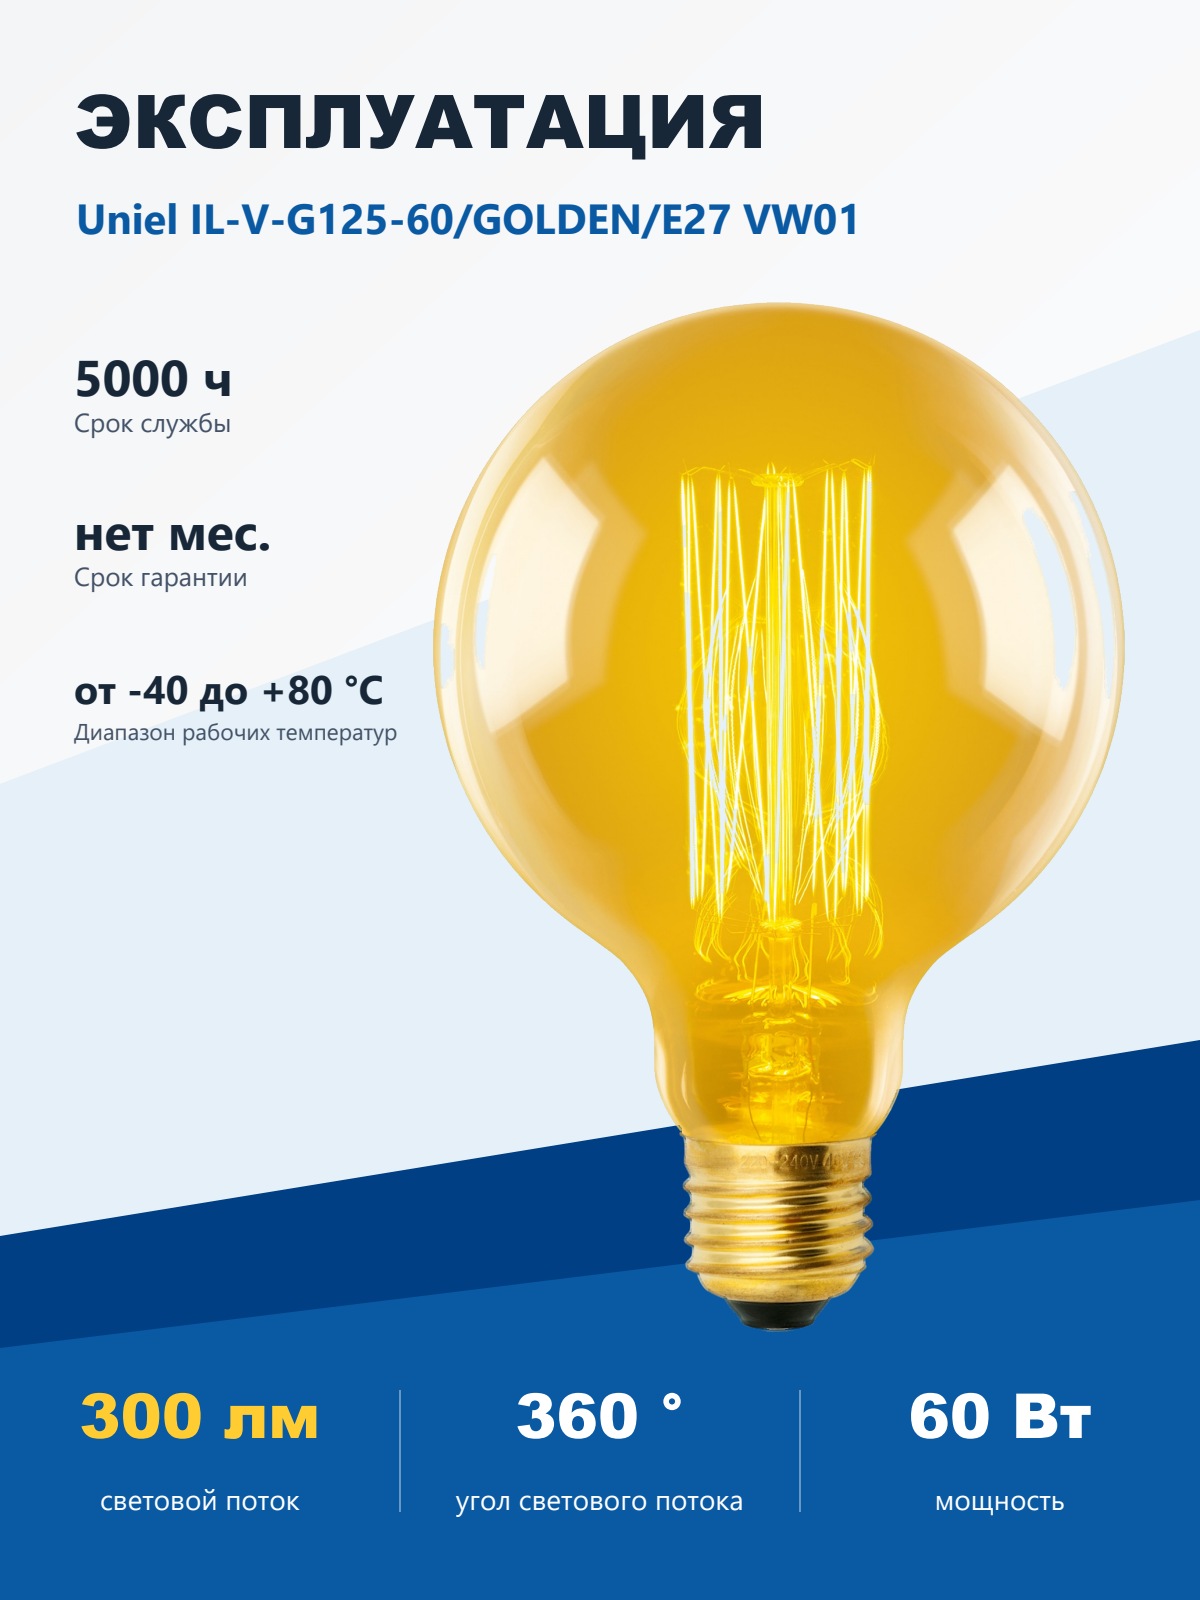 ЭКСПЛУАТАЦИЯ
Uniel IL-V-G125-60/GOLDEN/E27 VW01
5000 ч
Срок службы
нет мес.
Срок гарантии
от -40 до +80 °C
Диапазон рабочих температур
300 лм
световой поток
360 °
угол светового потока
60 Вт
мощность